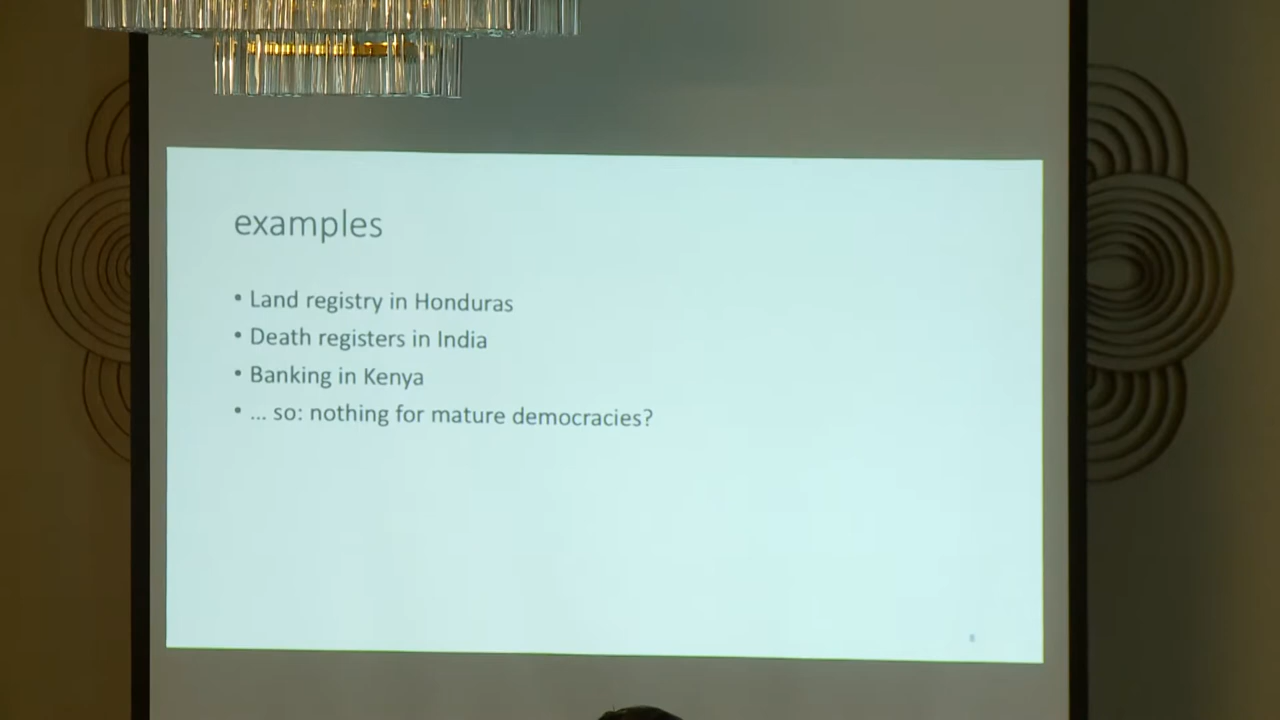 examples
• Land registry in Honduras
• Death registers in India
• Banking in Kenya
• ... so: nothing for mature democracies?